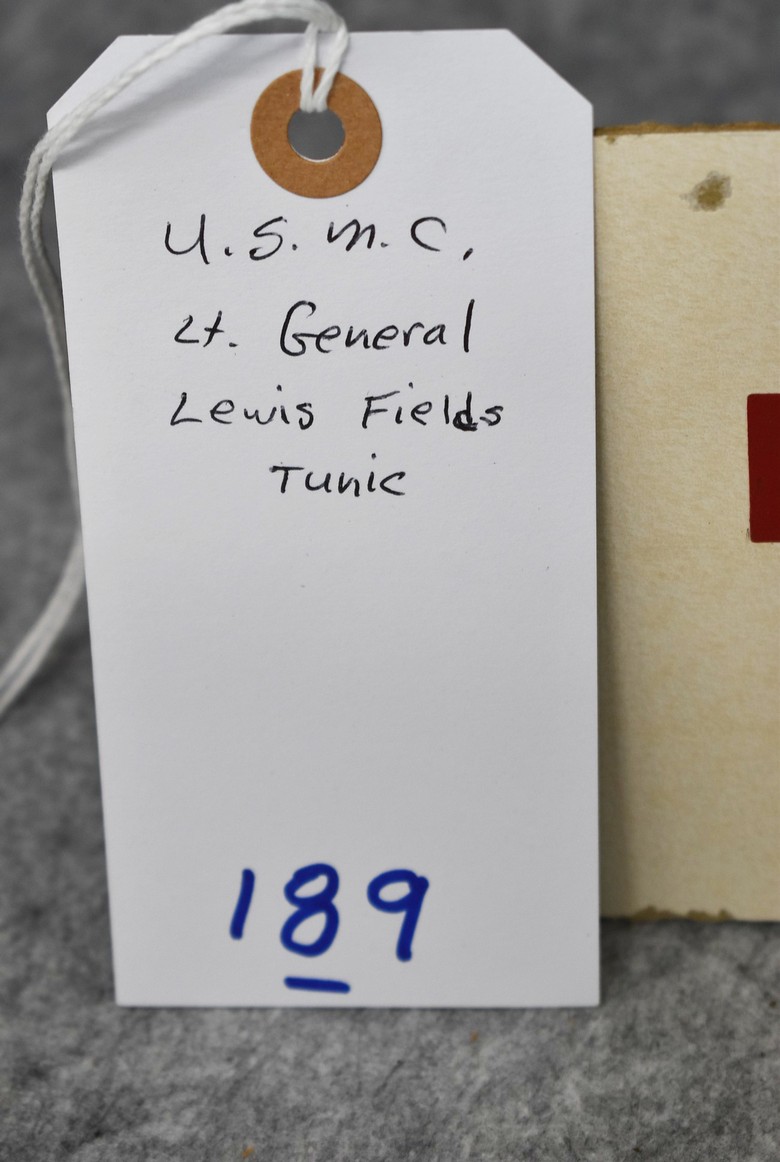 U.S.M.C.
Lt. General
Lewis Fields
Tunic
189